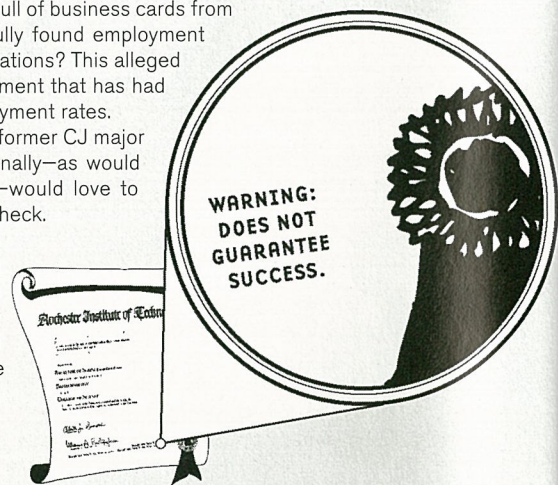 ull of business cards from
ully found employment
ations? This alleged
ment that has had
yment rates.
former CJ major
nally—as would
—would love to
heck.
WARNING:
DOES NOT
GUARANTEE
SUCCESS.
Rochester Institute of Techn
e